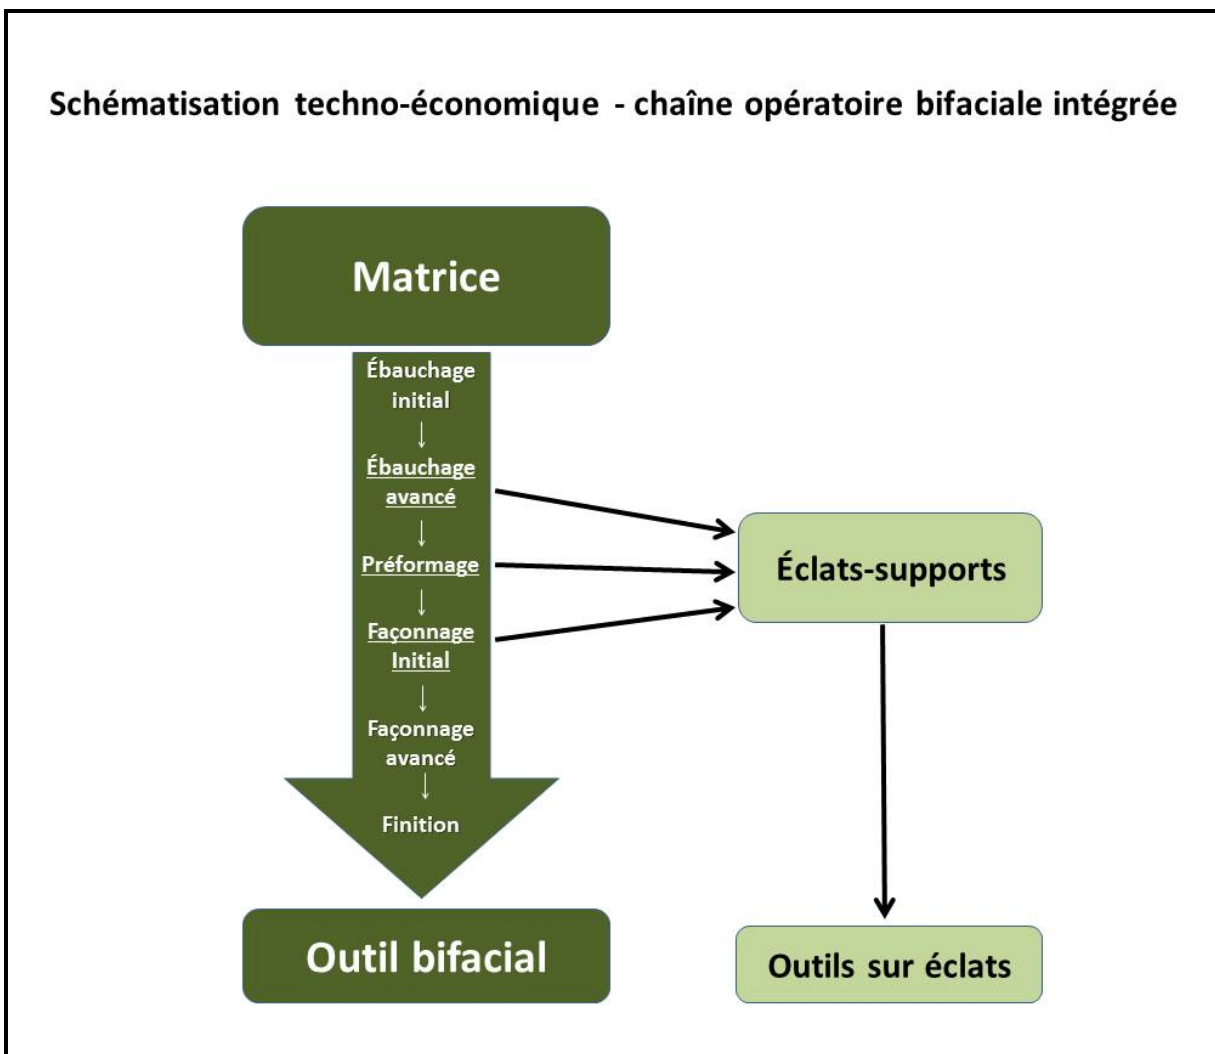 Schématisation techno-économique - chaîne opératoire bifaciale intégrée
Matrice
Ébauchage
initial
Ébauchage
avancé
Préformage
Façonnage
Initial
Façonnage
avancé
Finition
Outil bifacial
Éclats-supports
Outils sur éclats